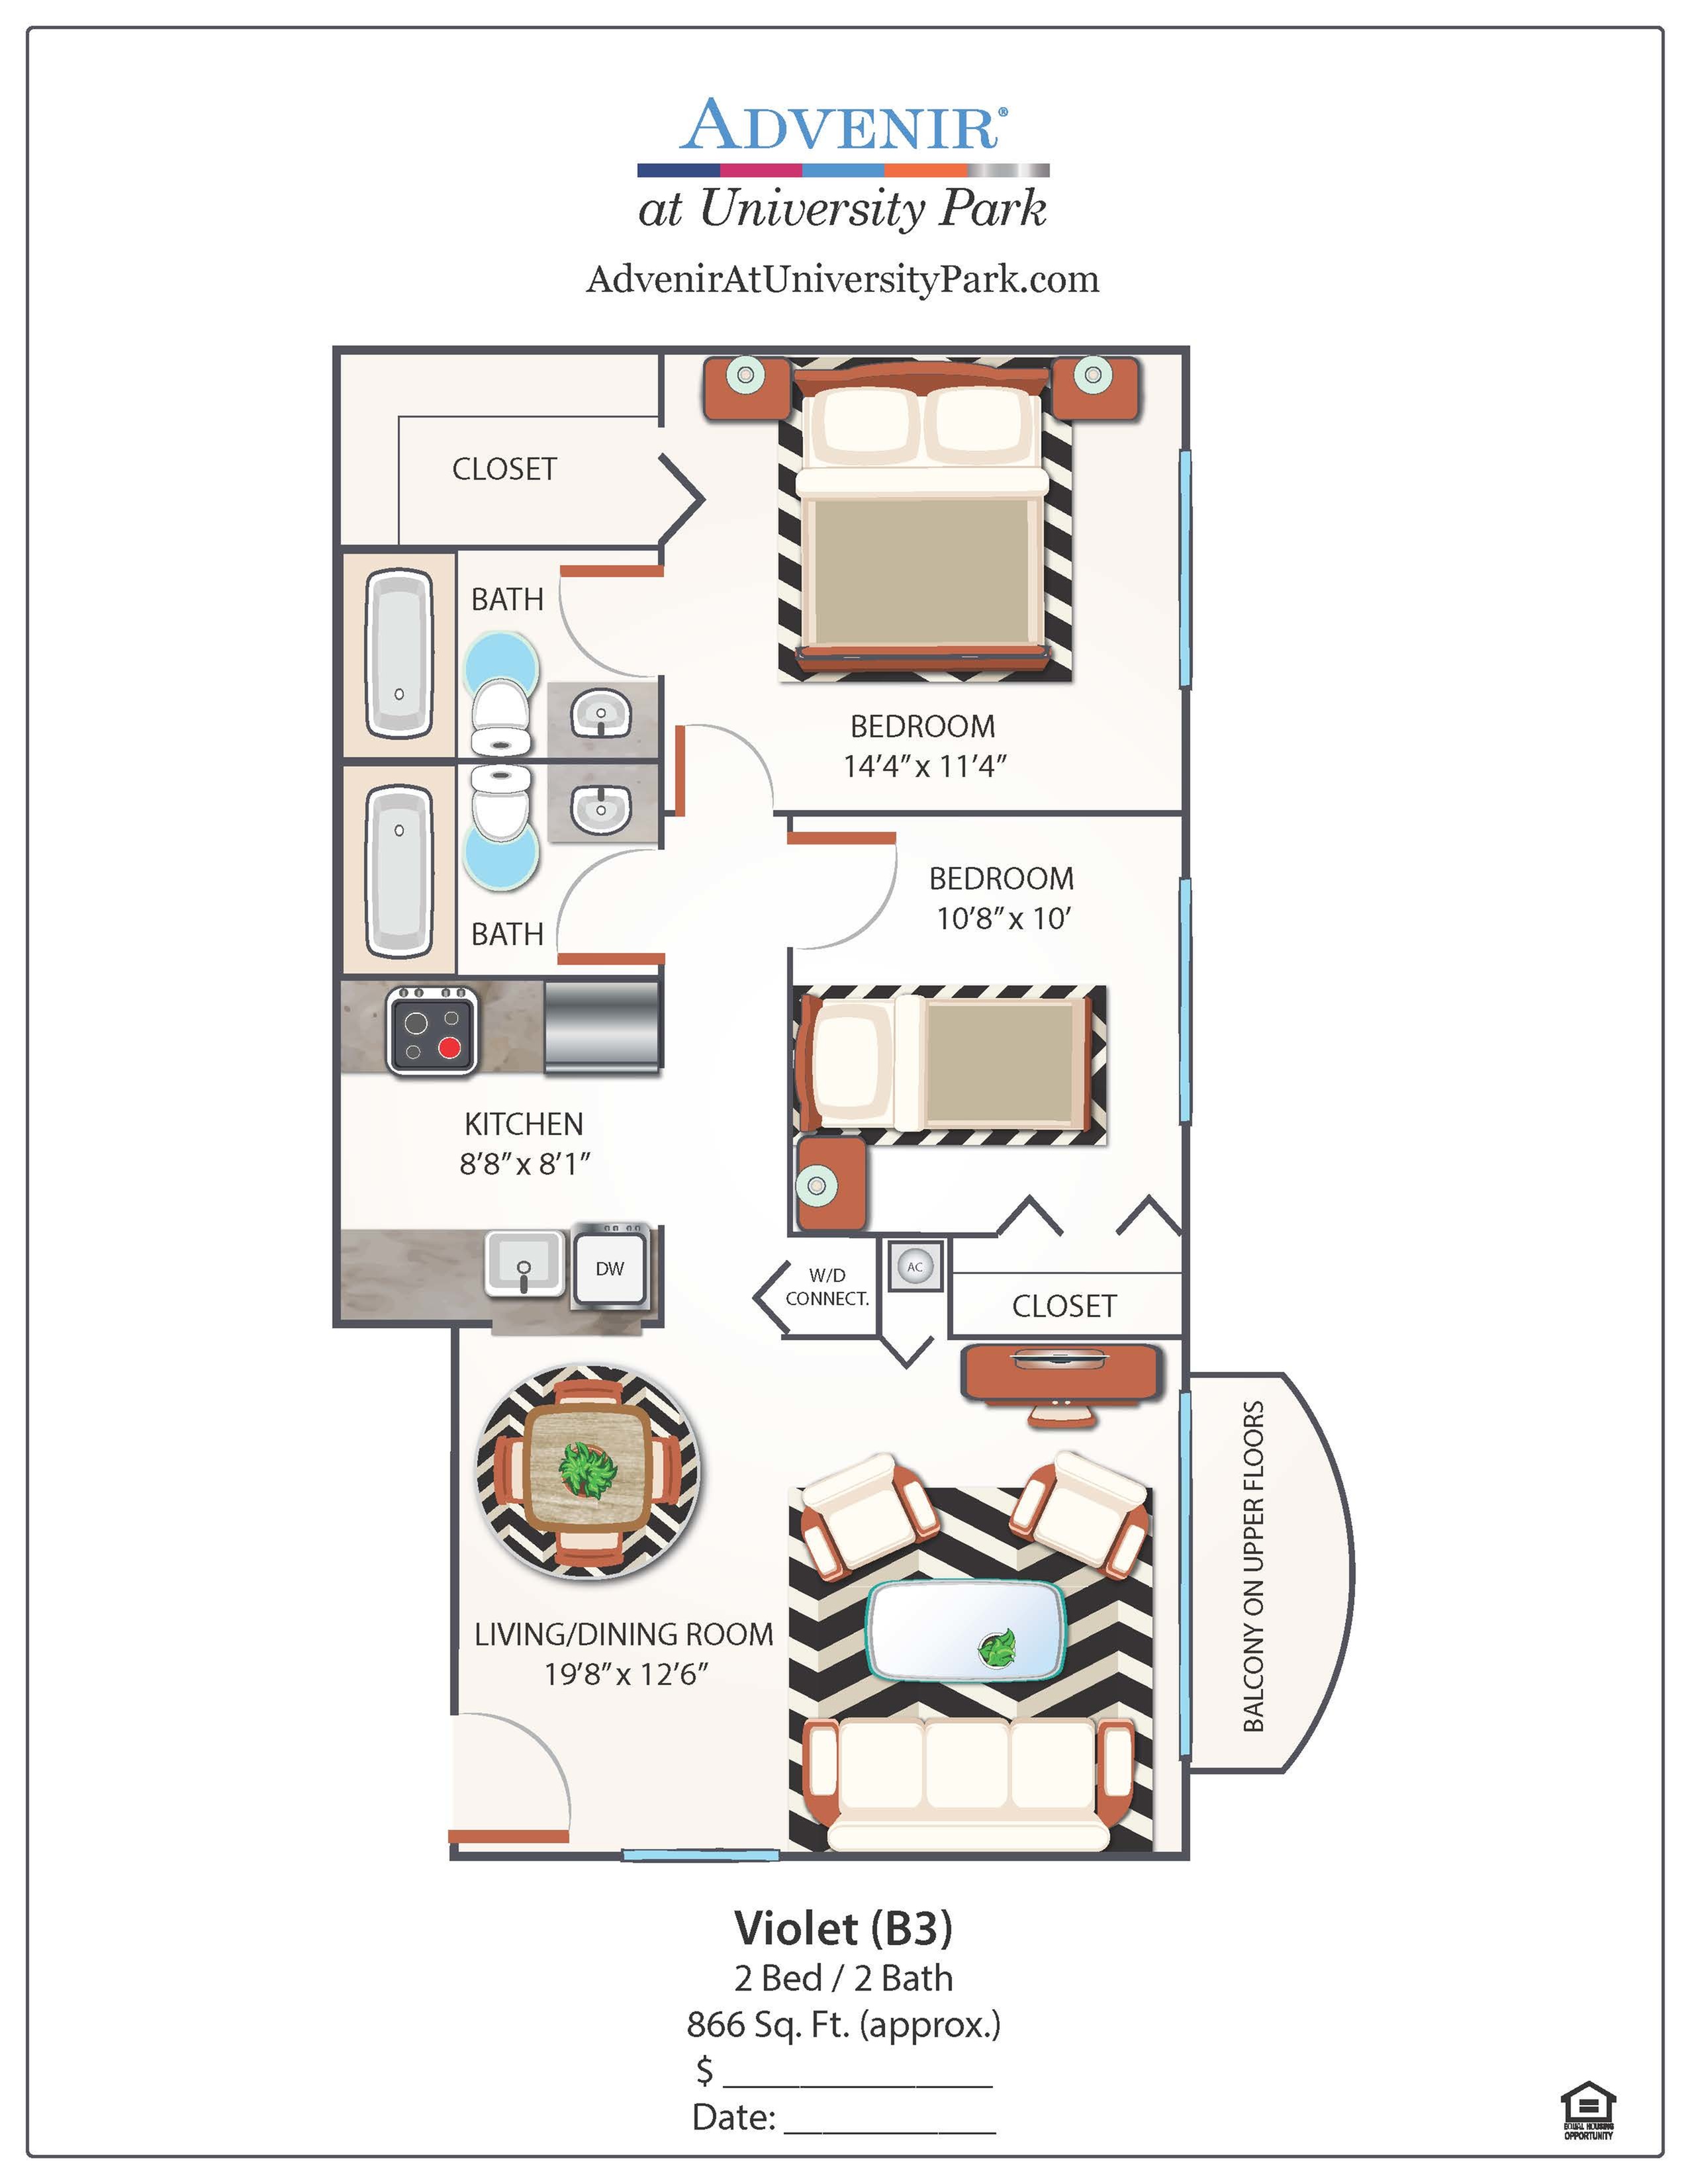 ADVENIR®
at University Park
AdvenirAtUniversityPark.com
CLOSET
BATH
BEDROOM
14'4" x 11'4"
BEDROOM
10'8" x 10'
BATH
KITCHEN
8'8" x 8'1"
DW
W/D
CONNECT.
AC
CLOSET
LIVING/DINING ROOM
19'8" x 12'6"
BALCONY ON UPPER FLOORS
Violet (B3)
2 Bed / 2 Bath
866 Sq. Ft. (approx.)
$ ______________
Date: ___________
EQUAL HOUSING
OPPORTUNITY